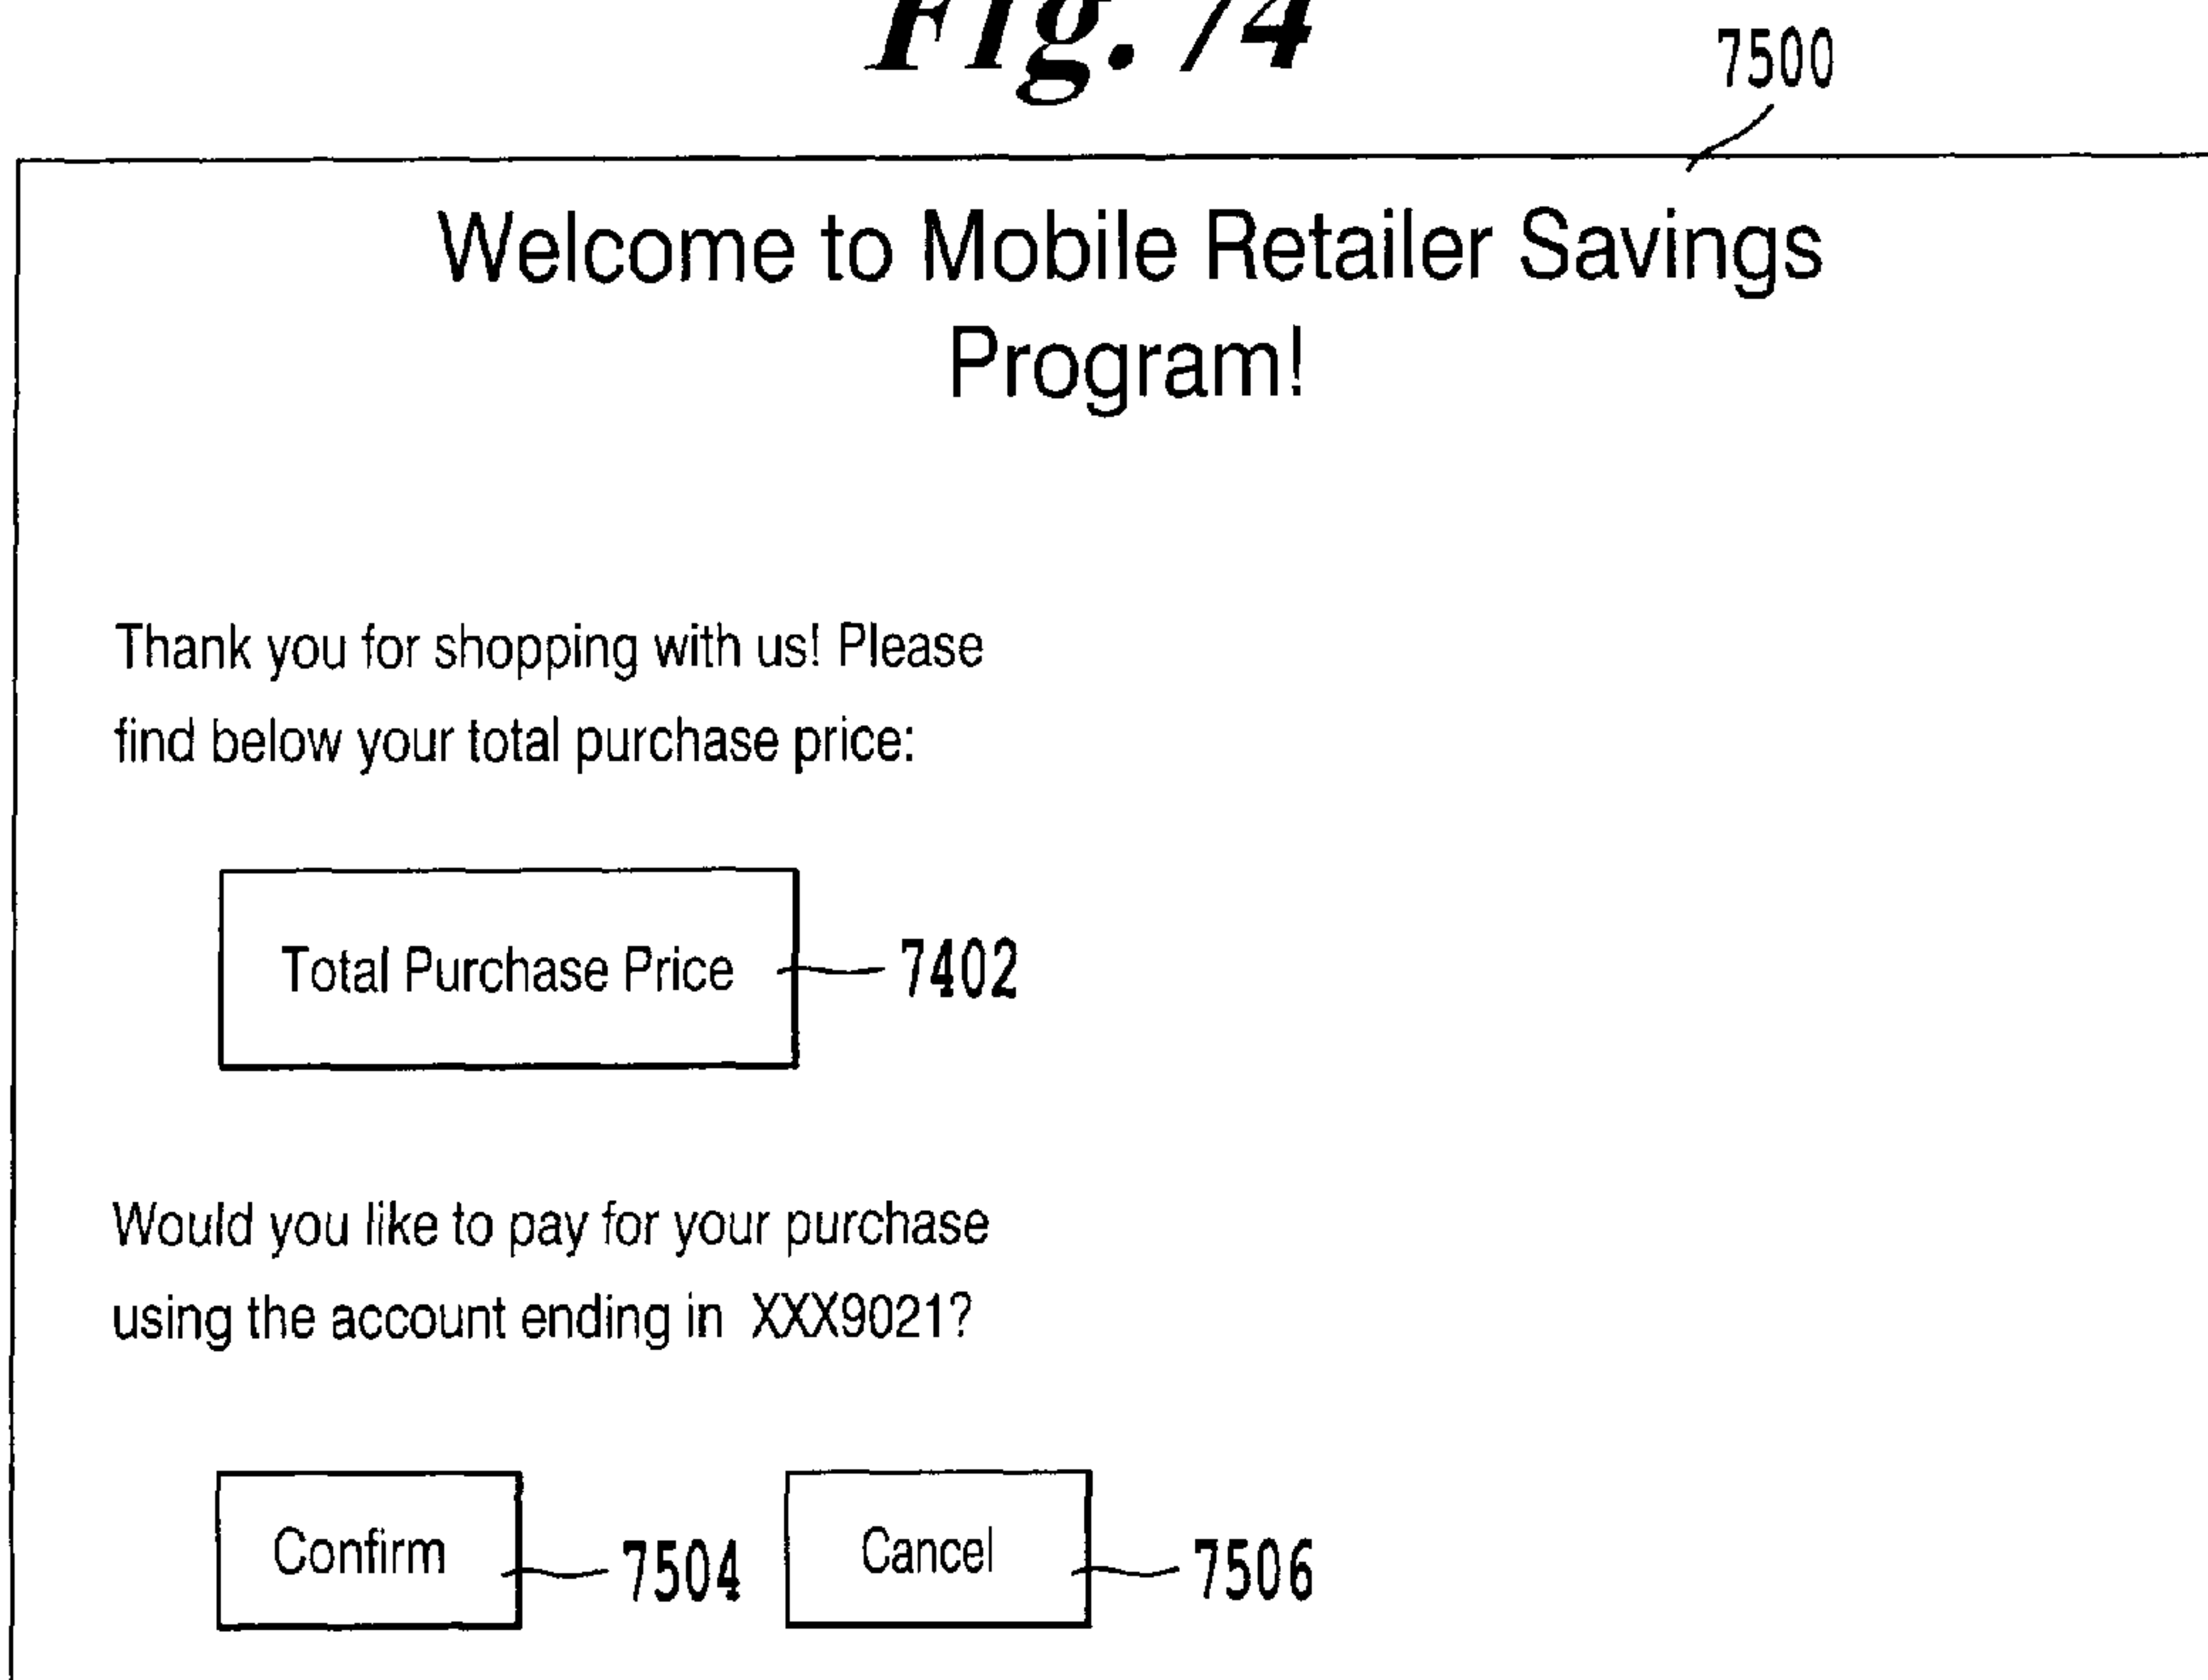 Fig. 74
7500
Welcome to Mobile Retailer Savings
Program!
Thank you for shopping with us! Please
find below your total purchase price:
Total Purchase Price
7402
Would you like to pay for your purchase
using the account ending in XXX9021?
Confirm
7504
Cancel
7506